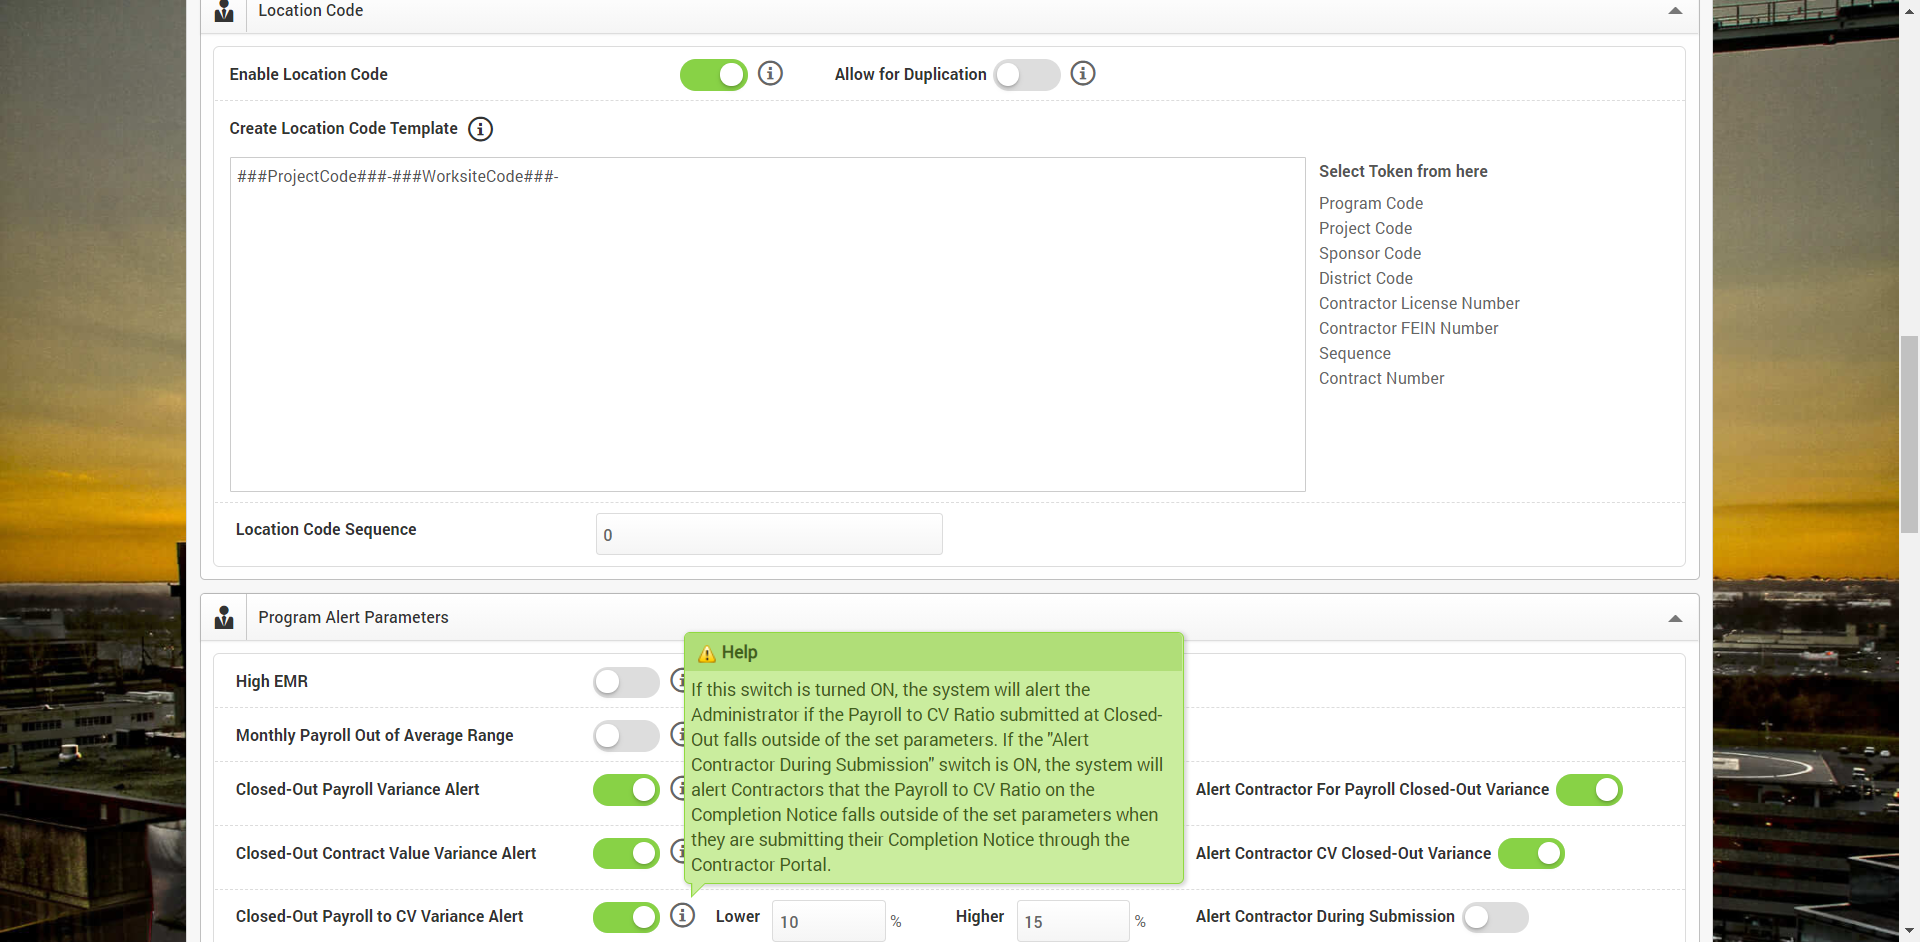 Location Code
Enable Location Code
Allow for Duplication
Create Location Code Template
###ProjectCode###-###WorksiteCode###-
Select Token from here
Program Code
Project Code
Sponsor Code
District Code
Contractor License Number
Contractor FEIN Number
Sequence
Contract Number
Location Code Sequence
0
Program Alert Parameters
Help
If this switch is turned ON, the system will alert the
Administrator if the Payroll to CV Ratio submitted at Closed-
Out falls outside of the set parameters. If the "Alert
Contractor During Submission" switch is ON, the system will
alert Contractors that the Payroll to CV Ratio on the
Completion Notice falls outside of the set parameters when
they are submitting their Completion Notice through the
Contractor Portal.
High EMR
Monthly Payroll Out of Average Range
Closed-Out Payroll Variance Alert
Alert Contractor For Payroll Closed-Out Variance
Closed-Out Contract Value Variance Alert
Alert Contractor CV Closed-Out Variance
Closed-Out Payroll to CV Variance Alert
Lower
10
%
Higher
15
%
Alert Contractor During Submission